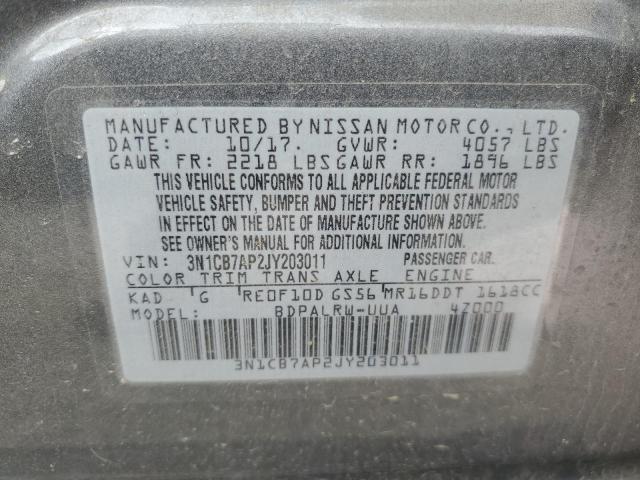 MANUFACTURED BY NISSAN MOTOR CO., LTD.
DATE: 10/17. GVWR: 4057 LBS
GAWR FR: 2218 LBS GAWR RR: 1896 LBS
THIS VEHICLE CONFORMS TO ALL APPLICABLE FEDERAL MOTOR
VEHICLE SAFETY, BUMPER AND THEFT PREVENTION STANDARDS
IN EFFECT ON THE DATE OF MANUFACTURE SHOWN ABOVE.
SEE OWNER'S MANUAL FOR ADDITIONAL INFORMATION.
VIN: 3N1CB7AP2JY203011 PASSENGER CAR.
COLOR TRIM TRANS AXLE ENGINE
KAD G RE0F10D GS56 MR16DDT 1618CC
MODEL: BDPALRW-UUA 4Z000
3N1CB7AP2JY203011